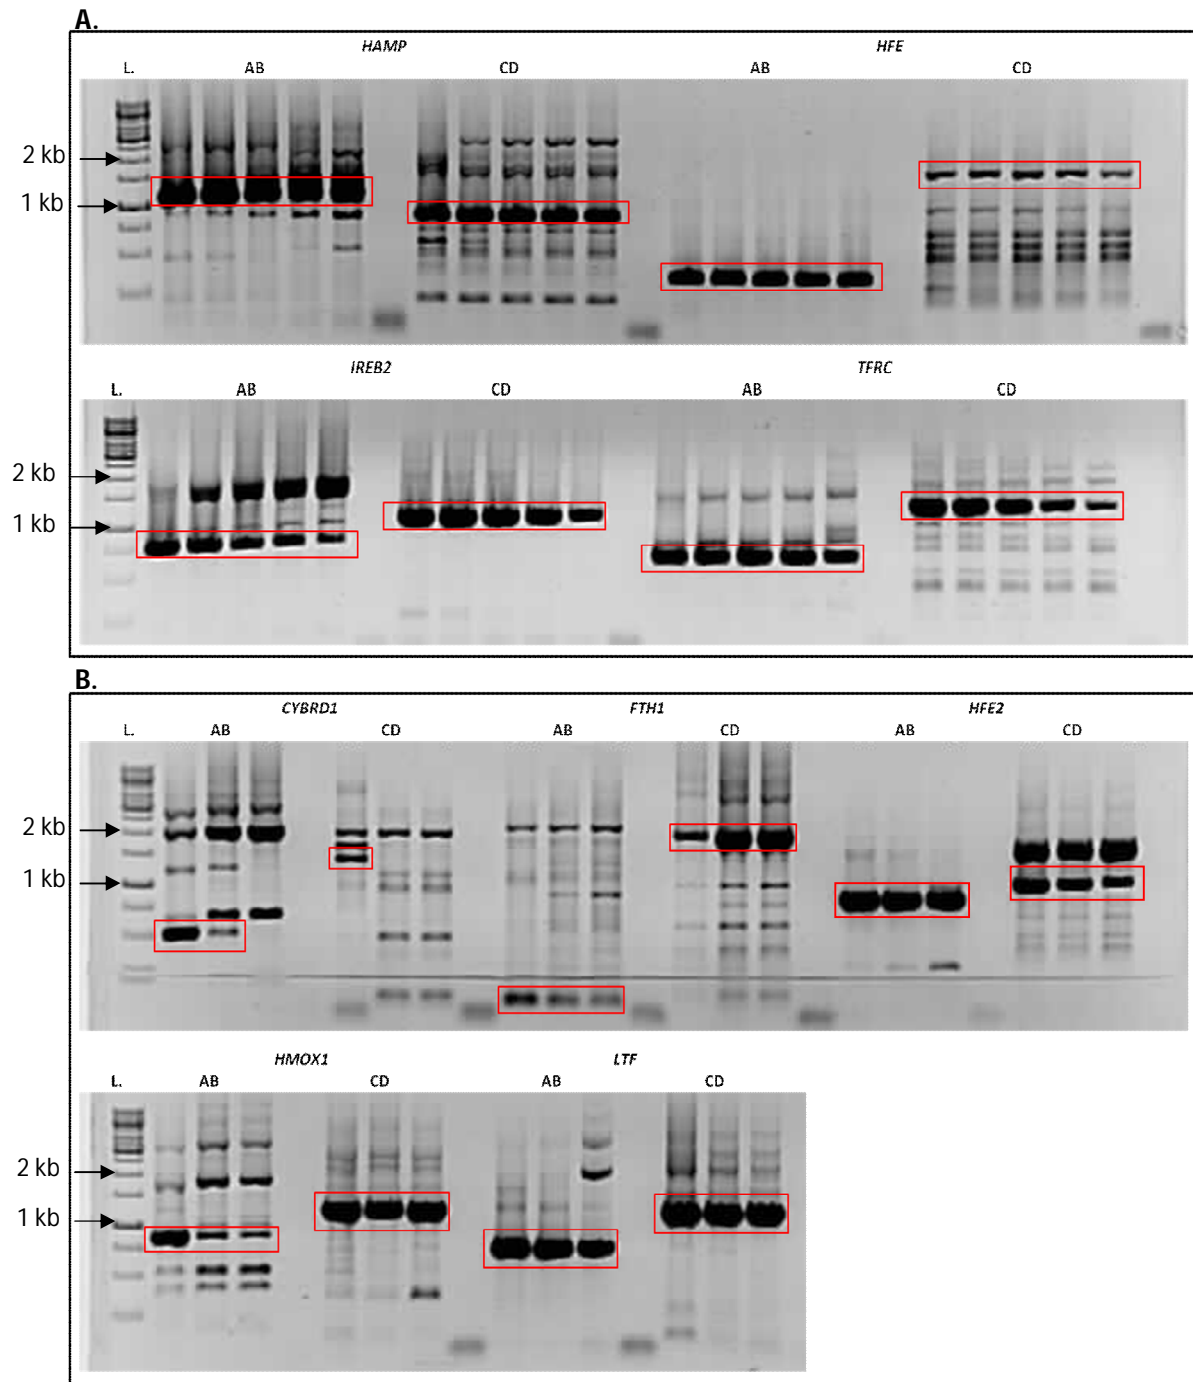 A.
HAMP HFE
L. AB CD AB CD
2 kb
1 kb
IREB2 TFRC
L. AB CD AB CD
2 kb
1 kb
B.
CYBRD1 FTH1 HFE2
L. AB CD AB CD AB CD
2 kb
1 kb
HMOX1 LTF
L. AB CD AB CD
2 kb
1 kb